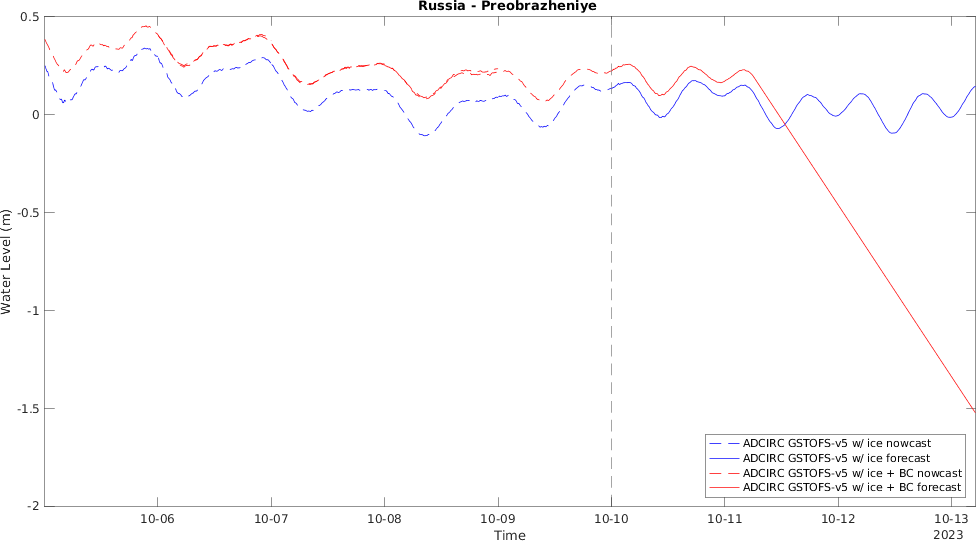 Russia - Preobrazheniye
0.5
0
-0.5
-1
-1.5
-2
Water Level (m)
10-06 10-07 10-08 10-09 10-10 10-11 10-12 10-13
Time
2023
ADCIRC GSTOFS-v5 w/ ice nowcast
ADCIRC GSTOFS-v5 w/ ice forecast
ADCIRC GSTOFS-v5 w/ ice + BC nowcast
ADCIRC GSTOFS-v5 w/ ice + BC forecast